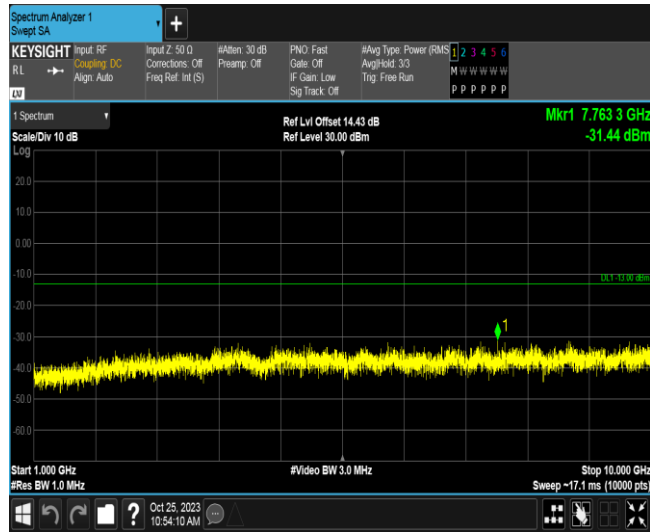 Spectrum Analyzer 1
Swept SA
+
KEYSIGHT
RL
LXI
Input: RF
Coupling: DC
Align: Auto
Input Z: 50 Ω
Corrections: Off
Freq Ref: Int (S)
#Atten: 30 dB
Preamp: Off
PNO: Fast
Gate: Off
IF Gain: Low
Sig Track: Off
#Avg Type: Power (RMS
Avg|Hold: 3/3
Trig: Free Run
1 2 3 4 5 6
M W W W W W
P P P P P P
1 Spectrum
Scale/Div 10 dB
Log
Ref Lvl Offset 14.43 dB
Ref Level 30.00 dBm
Mkr1 7.763 3 GHz
-31.44 dBm
20.0
10.0
0.00
-10.0
DL1 -13.00 dBm
-20.0
-30.0
1
-40.0
-50.0
-60.0
Start 1.000 GHz
#Video BW 3.0 MHz
Stop 10.000 GHz
#Res BW 1.0 MHz
Sweep ~17.1 ms (10000 pts)
?
Oct 25, 2023
10:54:10 AM